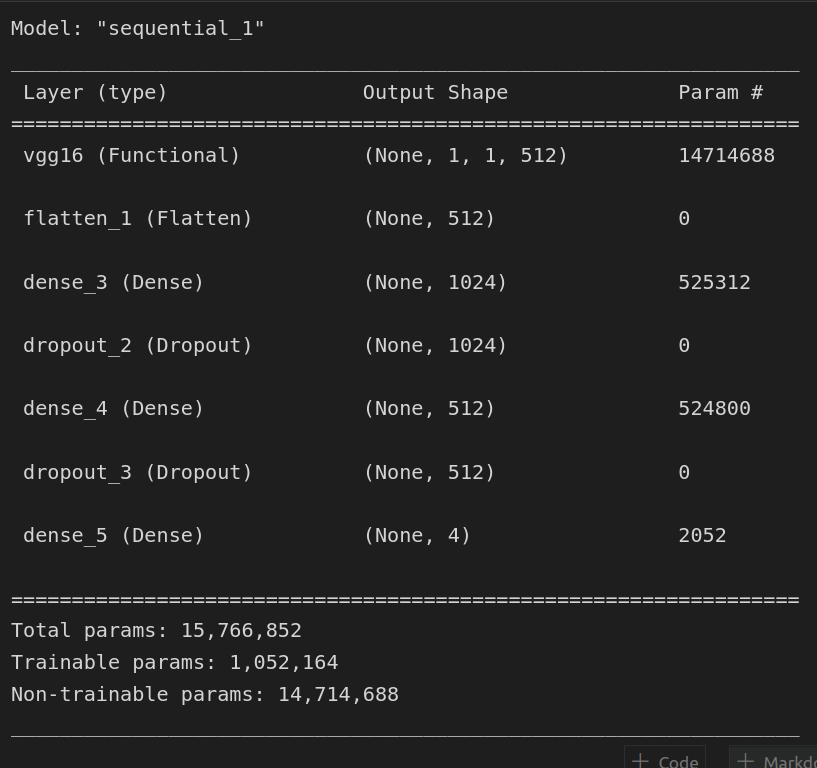 Model: "sequential_1"
_________________________________________________________________
Layer (type) Output Shape Param #
=================================================================
vgg16 (Functional) (None, 1, 1, 512) 14714688
flatten_1 (Flatten) (None, 512) 0
dense_3 (Dense) (None, 1024) 525312
dropout_2 (Dropout) (None, 1024) 0
dense_4 (Dense) (None, 512) 524800
dropout_3 (Dropout) (None, 512) 0
dense_5 (Dense) (None, 4) 2052
=================================================================
Total params: 15,766,852
Trainable params: 1,052,164
Non-trainable params: 14,714,688
_________________________________________________________________
+ Code + Markdo